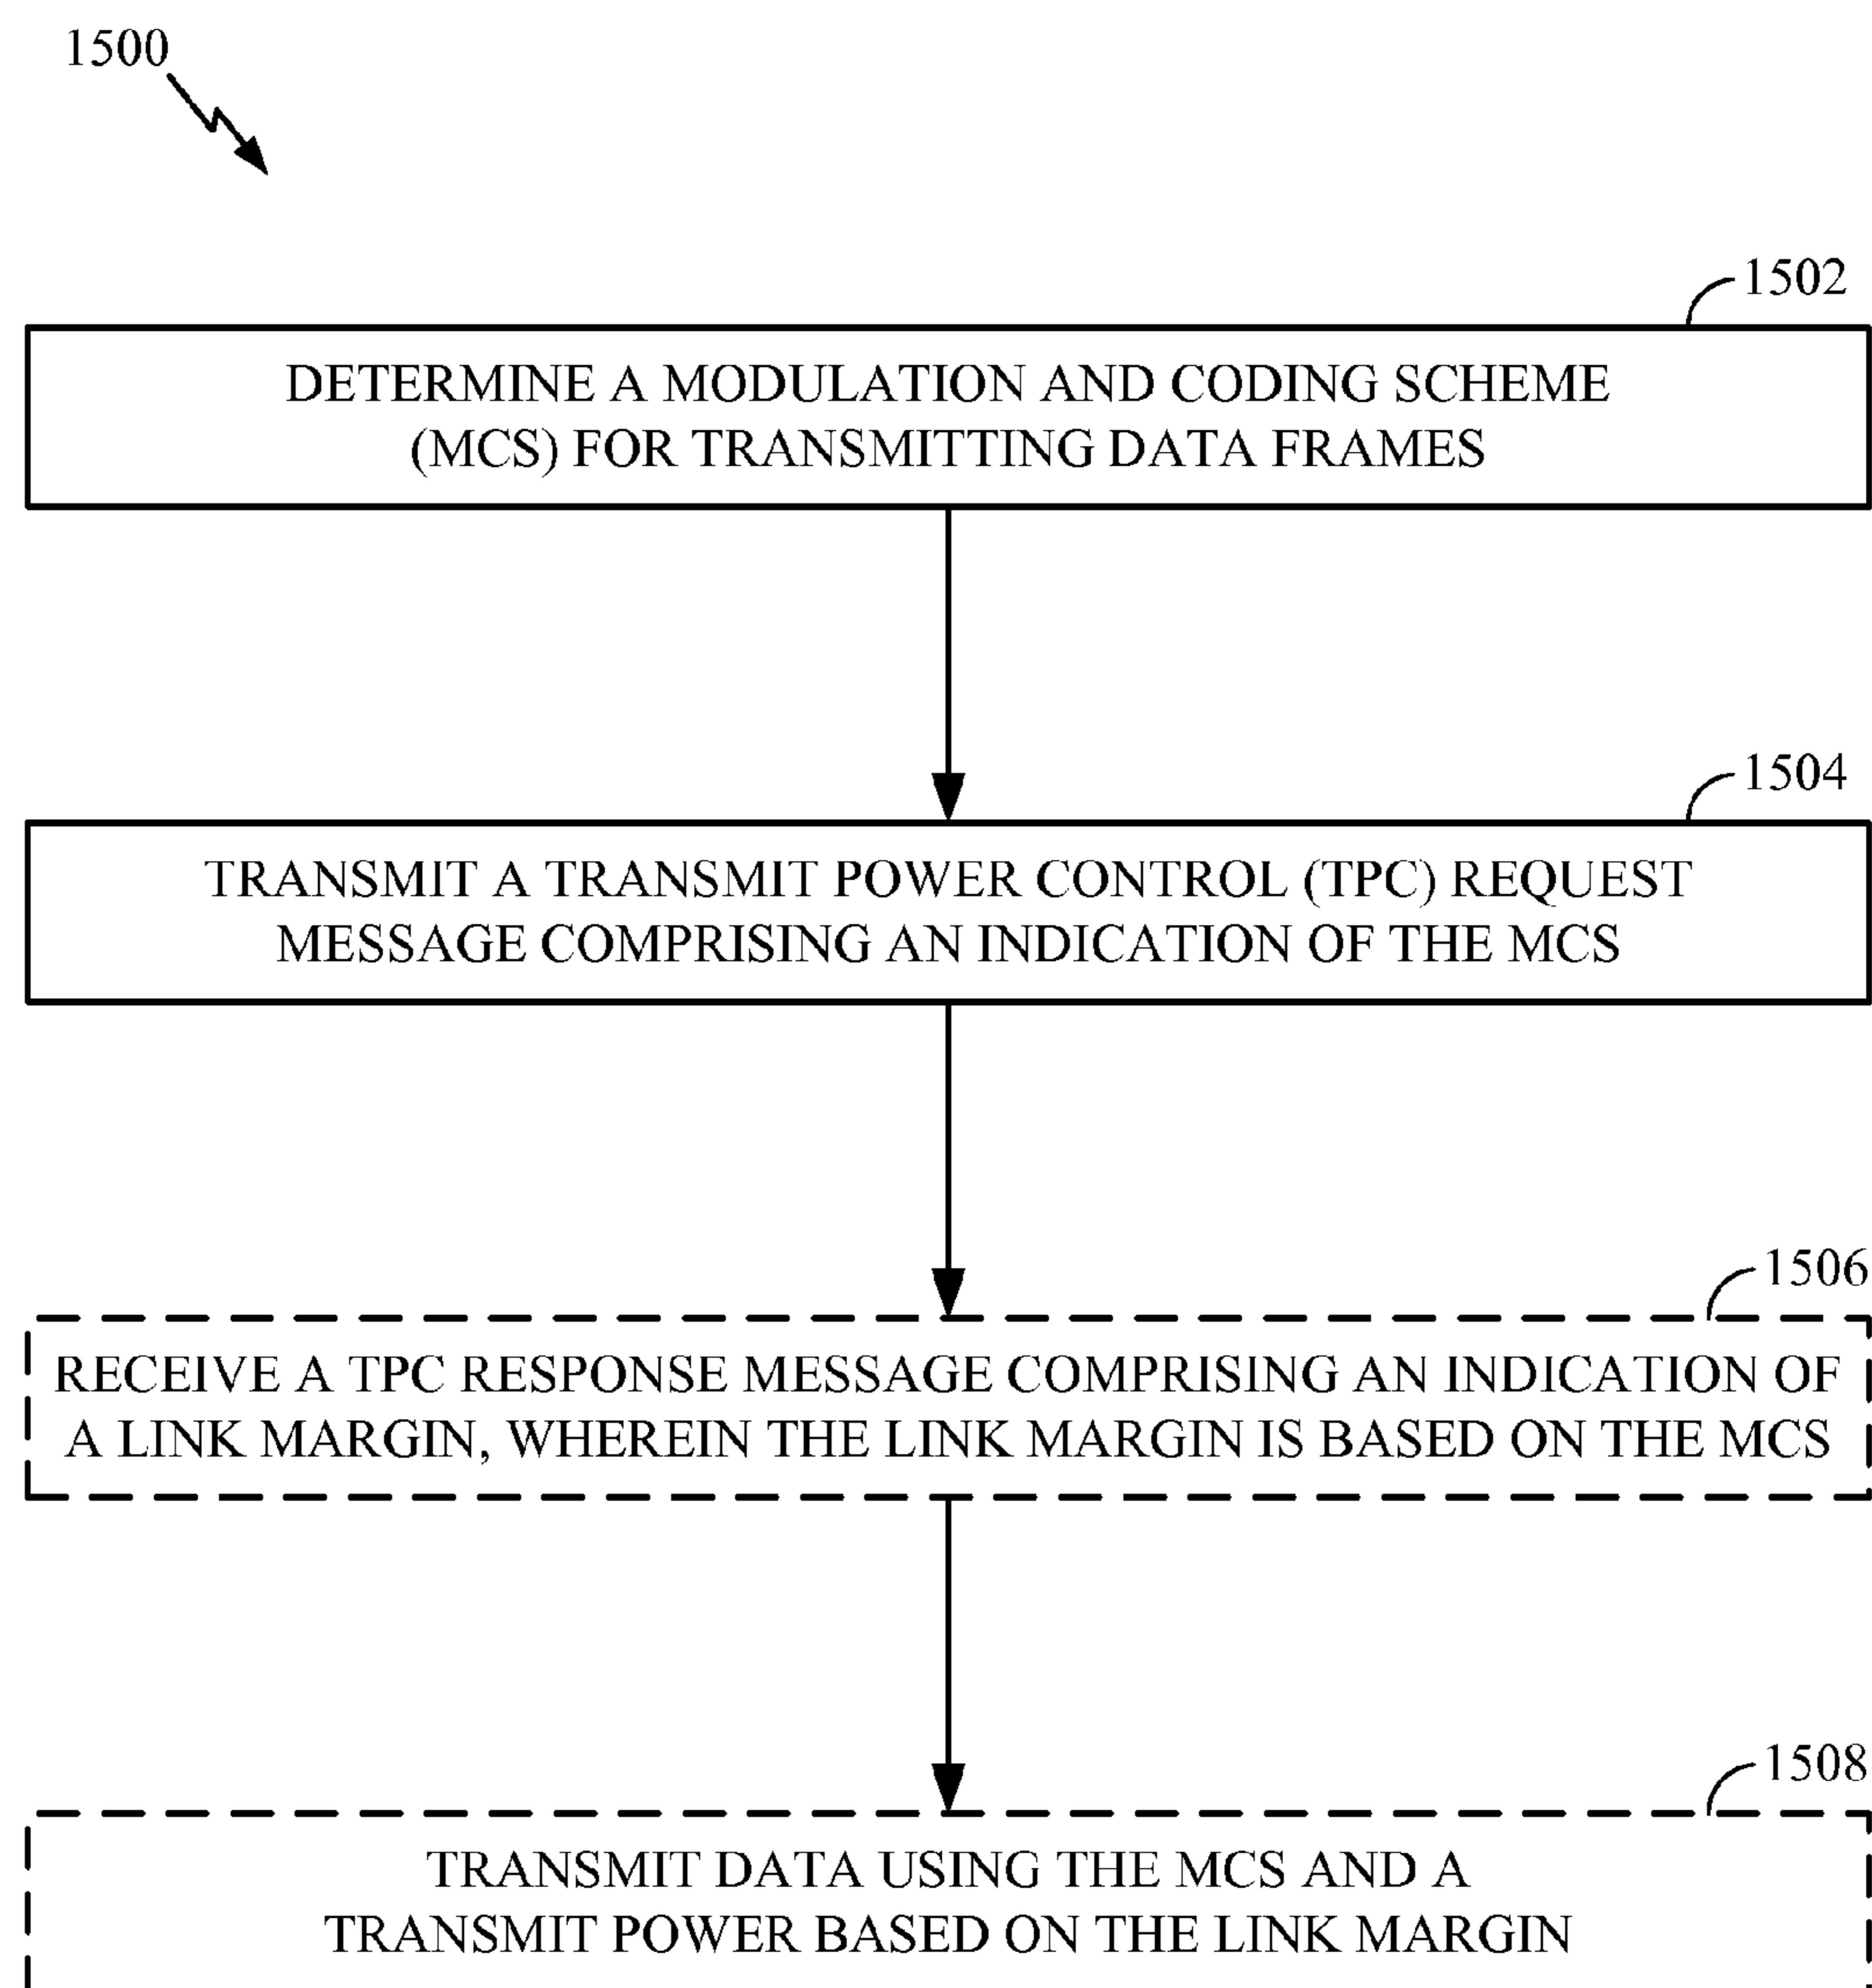 1500
1502
DETERMINE A MODULATION AND CODING SCHEME
(MCS) FOR TRANSMITTING DATA FRAMES
1504
TRANSMIT A TRANSMIT POWER CONTROL (TPC) REQUEST
MESSAGE COMPRISING AN INDICATION OF THE MCS
1506
RECEIVE A TPC RESPONSE MESSAGE COMPRISING AN INDICATION OF
A LINK MARGIN, WHEREIN THE LINK MARGIN IS BASED ON THE MCS
1508
TRANSMIT DATA USING THE MCS AND A
TRANSMIT POWER BASED ON THE LINK MARGIN